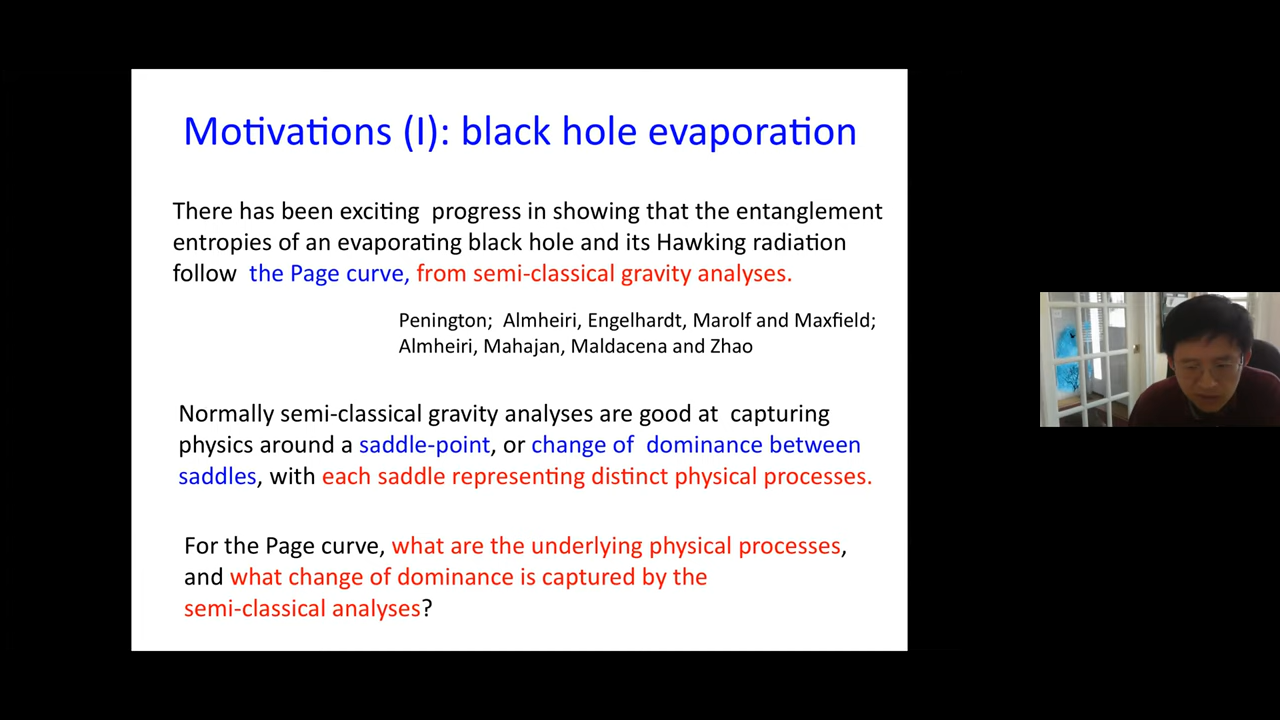 Motivations (I): black hole evaporation
There has been exciting progress in showing that the entanglement
entropies of an evaporating black hole and its Hawking radiation
follow the Page curve, from semi-classical gravity analyses.
Penington; Almheiri, Engelhardt, Marolf and Maxfield;
Almheiri, Mahajan, Maldacena and Zhao
Normally semi-classical gravity analyses are good at capturing
physics around a saddle-point, or change of dominance between
saddles, with each saddle representing distinct physical processes.
For the Page curve, what are the underlying physical processes,
and what change of dominance is captured by the
semi-classical analyses?